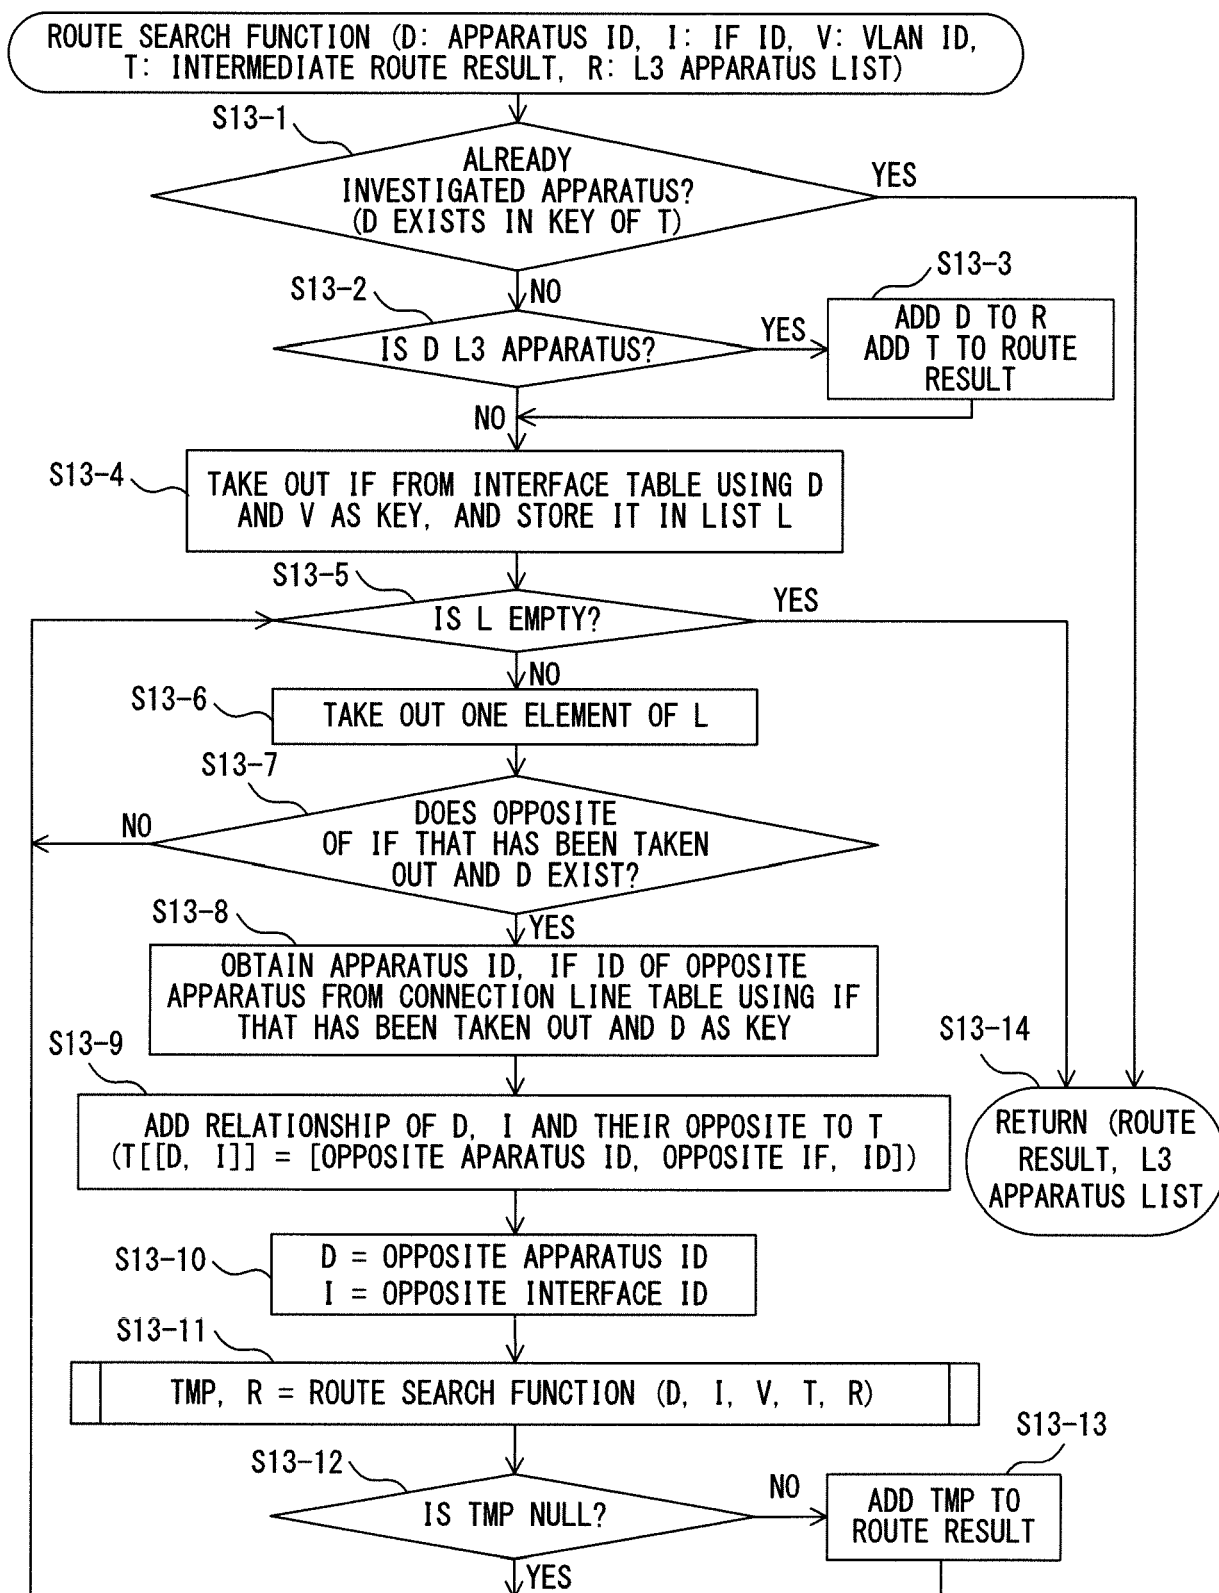 ROUTE SEARCH FUNCTION (D: APPARATUS ID, I: IF ID, V: VLAN ID,
T: INTERMEDIATE ROUTE RESULT, R: L3 APPARATUS LIST)
S13-1
ALREADY
INVESTIGATED APPARATUS?
(D EXISTS IN KEY OF T)
YES
NO
S13-2
IS D L3 APPARATUS?
YES
S13-3
ADD D TO R
ADD T TO ROUTE
RESULT
NO
S13-4
TAKE OUT IF FROM INTERFACE TABLE USING D
AND V AS KEY, AND STORE IT IN LIST L
S13-5
IS L EMPTY?
YES
NO
S13-6
TAKE OUT ONE ELEMENT OF L
S13-7
DOES OPPOSITE
OF IF THAT HAS BEEN TAKEN
OUT AND D EXIST?
NO
YES
S13-8
OBTAIN APPARATUS ID, IF ID OF OPPOSITE
APPARATUS FROM CONNECTION LINE TABLE USING IF
THAT HAS BEEN TAKEN OUT AND D AS KEY
S13-9
ADD RELATIONSHIP OF D, I AND THEIR OPPOSITE TO T
(T[[D, I]] = [OPPOSITE APARATUS ID, OPPOSITE IF, ID])
S13-14
RETURN (ROUTE
RESULT, L3
APPARATUS LIST
S13-10
D = OPPOSITE APPARATUS ID
I = OPPOSITE INTERFACE ID
S13-11
TMP, R = ROUTE SEARCH FUNCTION (D, I, V, T, R)
S13-12
IS TMP NULL?
NO
S13-13
ADD TMP TO
ROUTE RESULT
YES